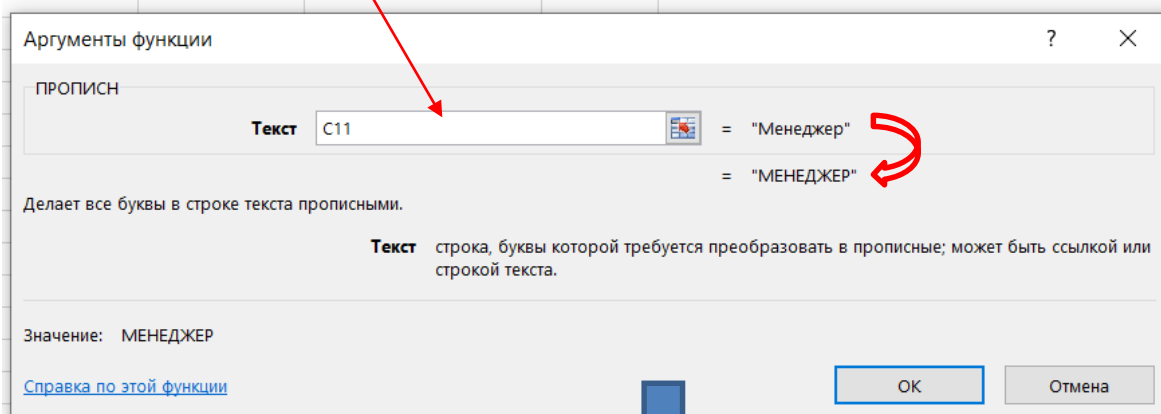 Аргументы функции ? ×
ПРОПИСН
Текст C11 = "Менеджер"
= "МЕНЕДЖЕР"
Делает все буквы в строке текста прописными.
Текст строка, буквы которой требуется преобразовать в прописные; может быть ссылкой или
строкой текста.
Значение: МЕНЕДЖЕР
Справка по этой функции ОК Отмена